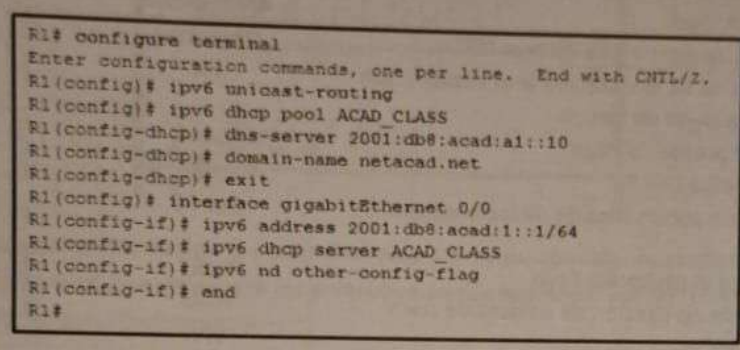 R1# configure terminal
Enter configuration commands, one per line. End with CNTL/Z.
R1(config)# ipv6 unicast-routing
R1(config)# ipv6 dhcp pool ACAD_CLASS
R1(config-dhcp)# dns-server 2001:db8:acad:a1::10
R1(config-dhcp)# domain-name netacad.net
R1(config-dhcp)# exit
R1(config)# interface gigabitEthernet 0/0
R1(config-if)# ipv6 address 2001:db8:acad:1::1/64
R1(config-if)# ipv6 dhcp server ACAD_CLASS
R1(config-if)# ipv6 nd other-config-flag
R1(config-if)# end
R1#